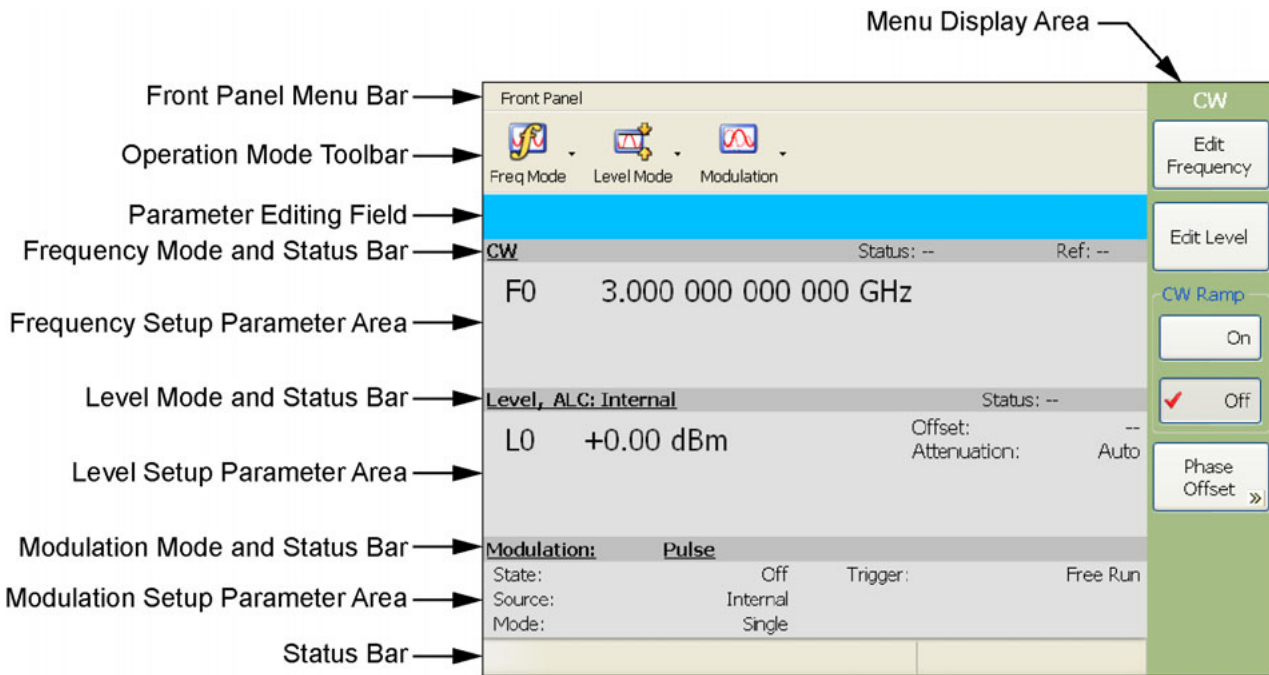 Menu Display Area
Front Panel Menu Bar
Front Panel
CW
Operation Mode Toolbar
Freq Mode
Level Mode
Modulation
Edit
Frequency
Parameter Editing Field
Edit Level
Frequency Mode and Status Bar
CW Status: -- Ref: --
Frequency Setup Parameter Area
F0 3.000 000 000 000 GHz
CW Ramp
On
Off
Level Mode and Status Bar
Level, ALC: Internal Status: --
Level Setup Parameter Area
L0 +0.00 dBm
Offset: --
Attenuation: Auto
Phase
Offset »
Modulation Mode and Status Bar
Modulation: Pulse
Modulation Setup Parameter Area
State: Off Trigger: Free Run
Source: Internal
Mode: Single
Status Bar